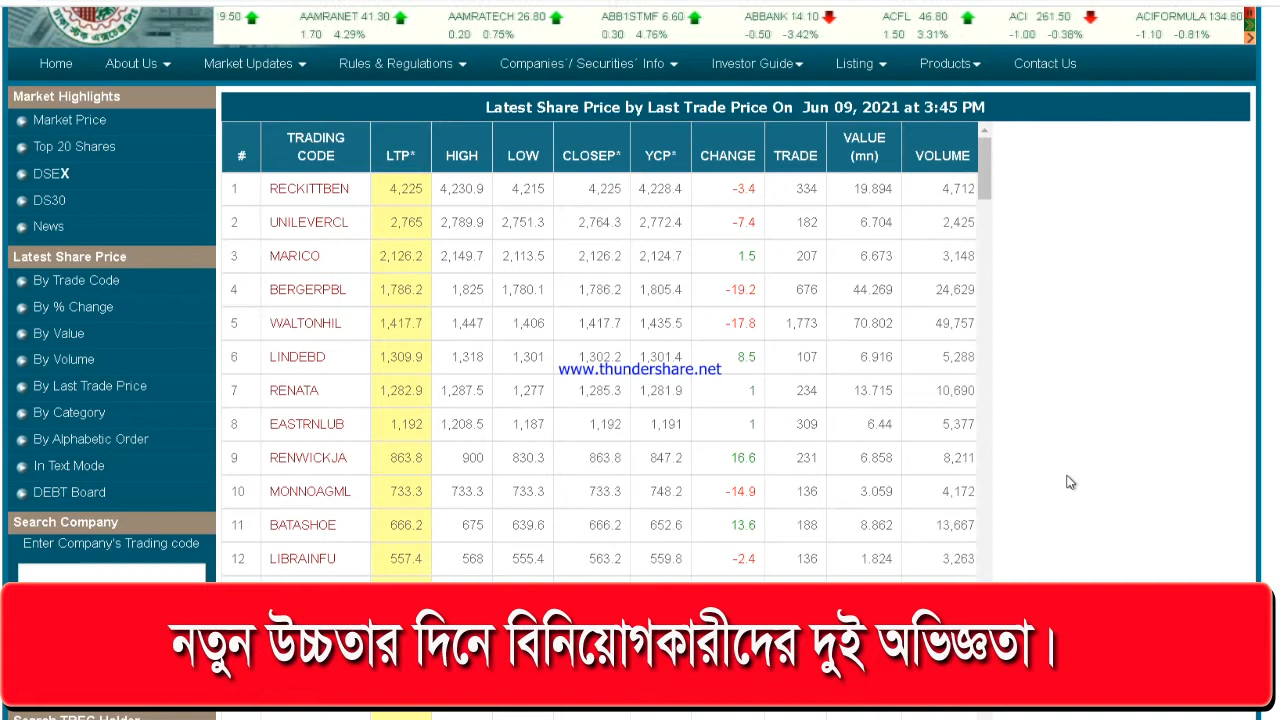 9.50 AAMRANET 41.30 AAMRATECH 26.80 ABB1STMF 6.60 ABBANK 14.10 ACFL 46.80 ACI 261.50 ACIFORMULA 134.80
1.70 4.29% 0.20 0.75% 0.30 4.76% -0.50 -3.42% 1.50 3.31% -1.00 -0.38% -1.10 -0.81%
Home About Us Market Updates Rules & Regulations Companies´/ Securities´ Info Investor Guide Listing Products Contact Us
Market Highlights
Market Price
Top 20 Shares
DSEX
DS30
News
Latest Share Price
By Trade Code
By % Change
By Value
By Volume
By Last Trade Price
By Category
By Alphabetic Order
In Text Mode
DEBT Board
Search Company
Enter Company's Trading code
Latest Share Price by Last Trade Price On Jun 09, 2021 at 3:45 PM
# TRADING CODE LTP* HIGH LOW CLOSEP* YCP* CHANGE TRADE VALUE (mn) VOLUME
1 RECKITTBEN 4,225 4,230.9 4,215 4,225 4,228.4 -3.4 334 19.894 4,712
2 UNILEVERCL 2,765 2,789.9 2,751.3 2,764.3 2,772.4 -7.4 182 6.704 2,425
3 MARICO 2,126.2 2,149.7 2,113.5 2,126.2 2,124.7 1.5 207 6.673 3,148
4 BERGERPBL 1,786.2 1,825 1,780.1 1,786.2 1,805.4 -19.2 676 44.269 24,629
5 WALTONHIL 1,417.7 1,447 1,406 1,417.7 1,435.5 -17.8 1,773 70.802 49,757
6 LINDEBD 1,309.9 1,318 1,301 1,302.2 1,301.4 8.5 107 6.916 5,288
www.thundershare.net
7 RENATA 1,282.9 1,287.5 1,277 1,285.3 1,281.9 1 234 13.715 10,690
8 EASTRNLUB 1,192 1,208.5 1,187 1,192 1,191 1 309 6.44 5,377
9 RENWICKJA 863.8 900 830.3 863.8 847.2 16.6 231 6.858 8,211
10 MONNOAGML 733.3 733.3 733.3 733.3 748.2 -14.9 136 3.059 4,172
11 BATASHOE 666.2 675 639.6 666.2 652.6 13.6 188 8.862 13,667
12 LIBRAINFU 557.4 568 555.4 563.2 559.8 -2.4 136 1.824 3,263
নতুন উচ্চতার দিনে বিনিয়োগকারীদের দুই অভিজ্ঞতা।